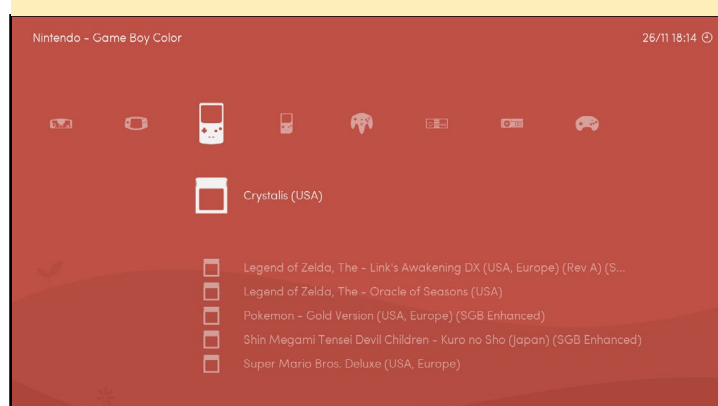 Nintendo - Game Boy Color
26/11 18:14
Crystalis (USA)
Legend of Zelda, The - Link's Awakening DX (USA, Europe) (Rev A) (S...
Legend of Zelda, The - Oracle of Seasons (USA)
Pokemon - Gold Version (USA, Europe) (SGB Enhanced)
Shin Megami Tensei Devil Children - Kuro no Sho (Japan) (SGB Enhanced)
Super Mario Bros. Deluxe (USA, Europe)